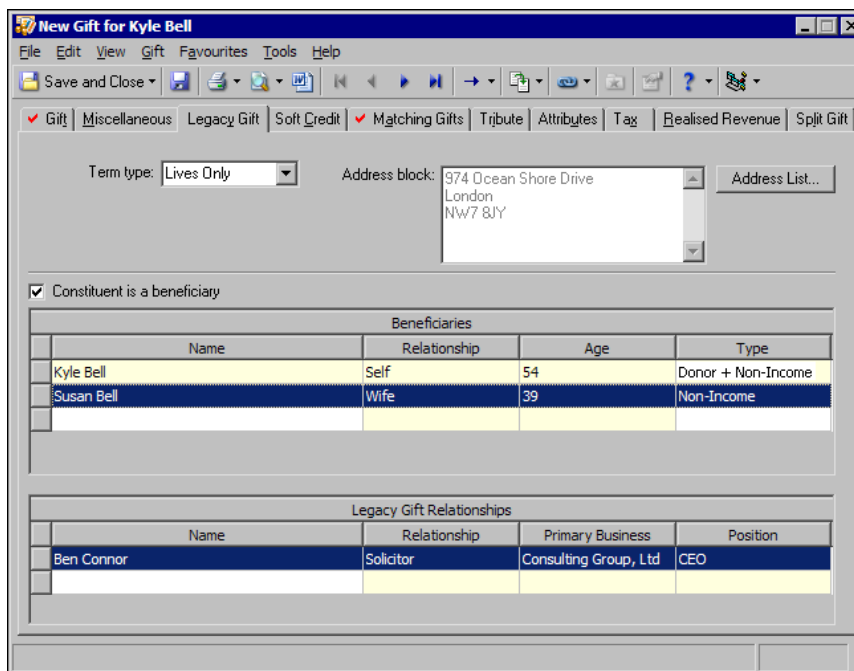 New Gift for Kyle Bell
File Edit View Gift Favourites Tools Help
Save and Close
Gift Miscellaneous Legacy Gift Soft Credit Matching Gifts Tribute Attributes Tax Realised Revenue Split Gift
Term type: Lives Only Address block: 974 Ocean Shore Drive Address List...
London
NW7 8JY
Constituent is a beneficiary
Beneficiaries
Name Relationship Age Type
Kyle Bell Self 54 Donor + Non-Income
Susan Bell Wife 39 Non-Income
Legacy Gift Relationships
Name Relationship Primary Business Position
Ben Connor Solicitor Consulting Group, Ltd CEO